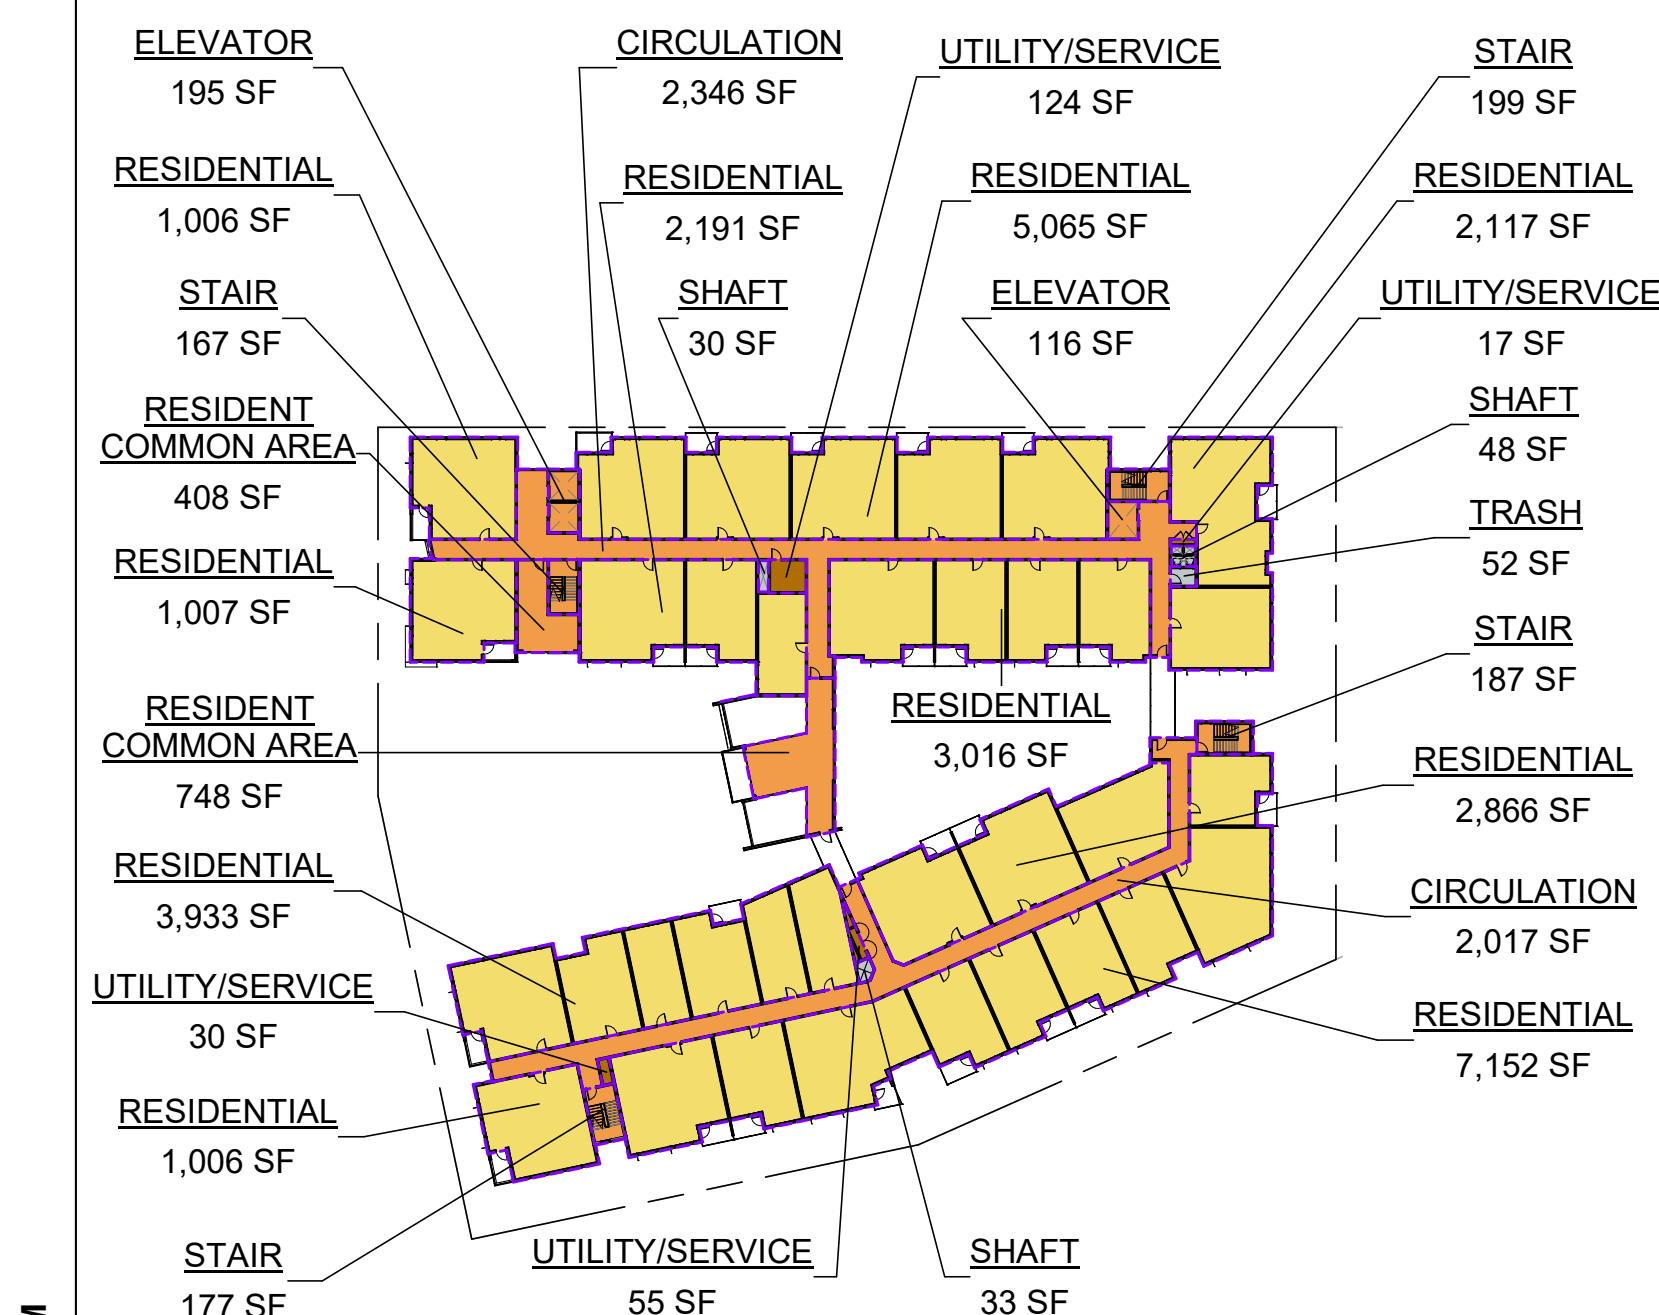 ELEVATOR
195 SF
CIRCULATION
2,346 SF
UTILITY/SERVICE
124 SF
STAIR
199 SF
RESIDENTIAL
1,006 SF
RESIDENTIAL
2,191 SF
RESIDENTIAL
5,065 SF
RESIDENTIAL
2,117 SF
STAIR
167 SF
SHAFT
30 SF
ELEVATOR
116 SF
UTILITY/SERVICE
17 SF
RESIDENT
COMMON AREA
408 SF
SHAFT
48 SF
TRASH
52 SF
RESIDENTIAL
1,007 SF
STAIR
187 SF
RESIDENT
COMMON AREA
748 SF
RESIDENTIAL
3,016 SF
RESIDENTIAL
2,866 SF
RESIDENTIAL
3,933 SF
CIRCULATION
2,017 SF
UTILITY/SERVICE
30 SF
RESIDENTIAL
7,152 SF
RESIDENTIAL
1,006 SF
STAIR
177 SF
UTILITY/SERVICE
55 SF
SHAFT
33 SF
M